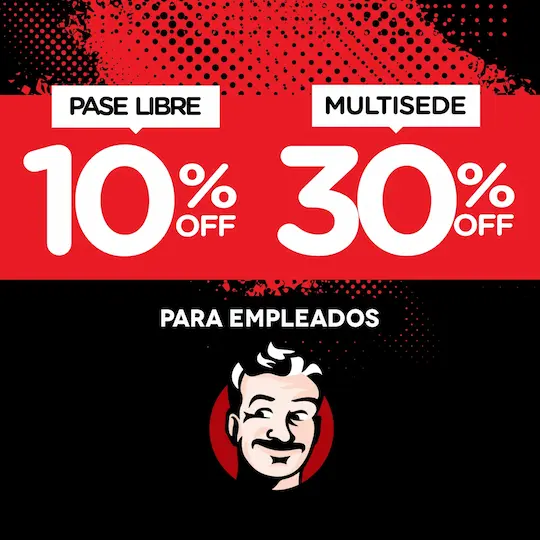 PASE LIBRE
10% OFF
MULTISEDE
30% OFF
PARA EMPLEADOS